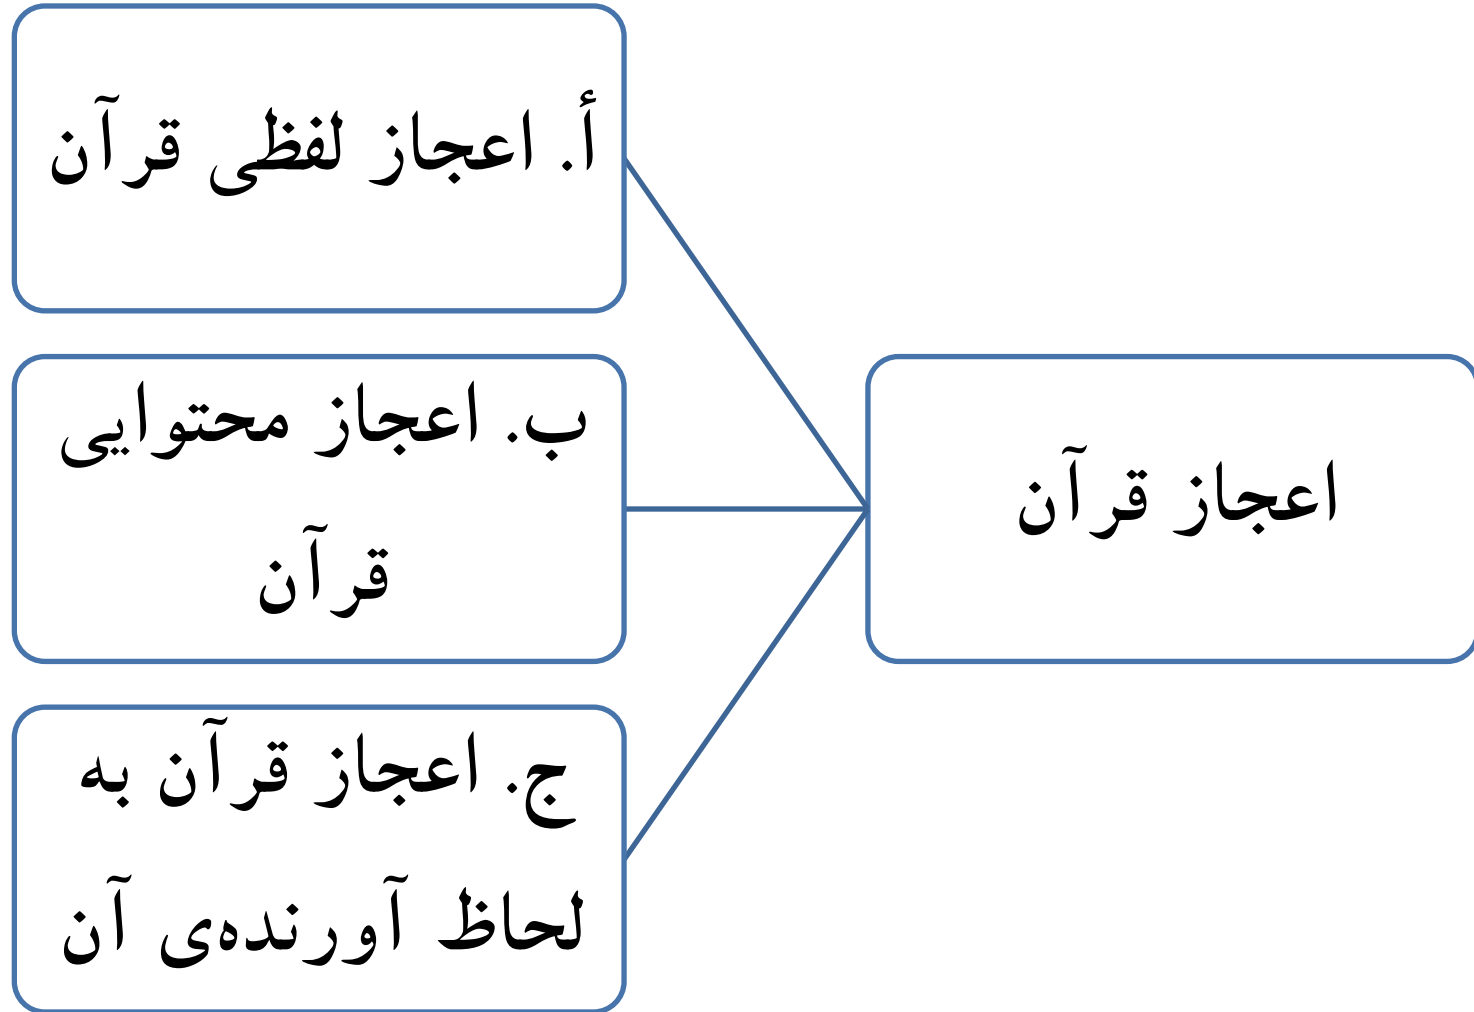 اعجاز قرآن
أ. اعجاز لفظی قرآن
ب. اعجاز محتوایی
قرآن
ج. اعجاز قرآن به
لحاظ آورنده‌ی آن